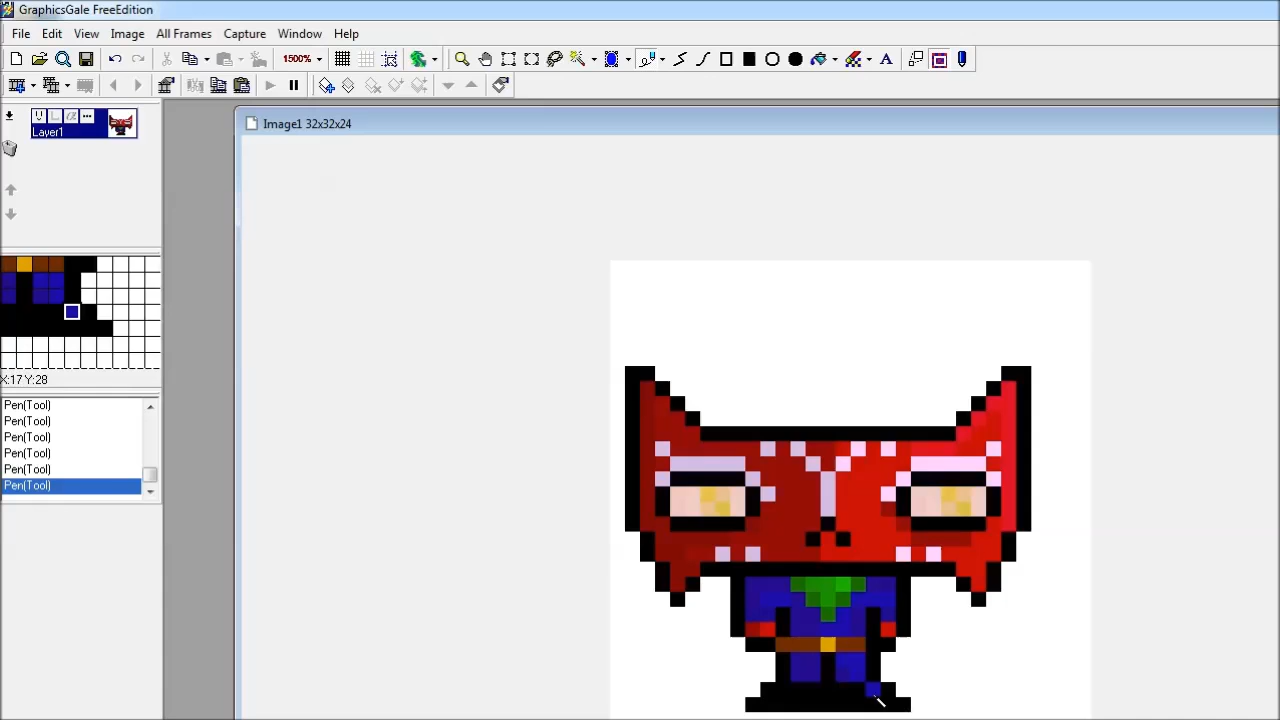 GraphicsGale FreeEdition
File Edit View Image All Frames Capture Window Help
1500%
A
Layer1
Image1 32x32x24
X:17 Y:28
Pen(Tool)
Pen(Tool)
Pen(Tool)
Pen(Tool)
Pen(Tool)
Pen(Tool)